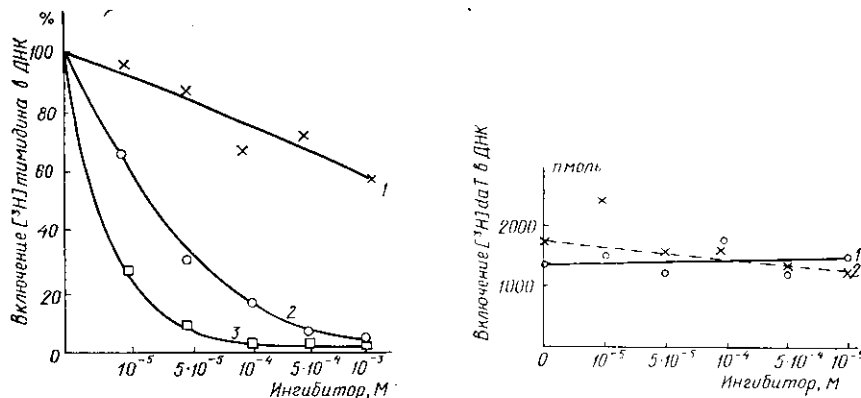 %
100
80
60
40
20
0
Включение [³H] тимидина в ДНК
1
2
3
10⁻⁵ 5·10⁻⁵ 10⁻⁴ 5·10⁻⁴ 10⁻³
Ингибитор, М
пмоль
2000
1000
Включение [³H] daT в ДНК
1
2
0 10⁻⁵ 5·10⁻⁵ 10⁻⁴ 5·10⁻⁴ 10⁻³
Ингибитор, М